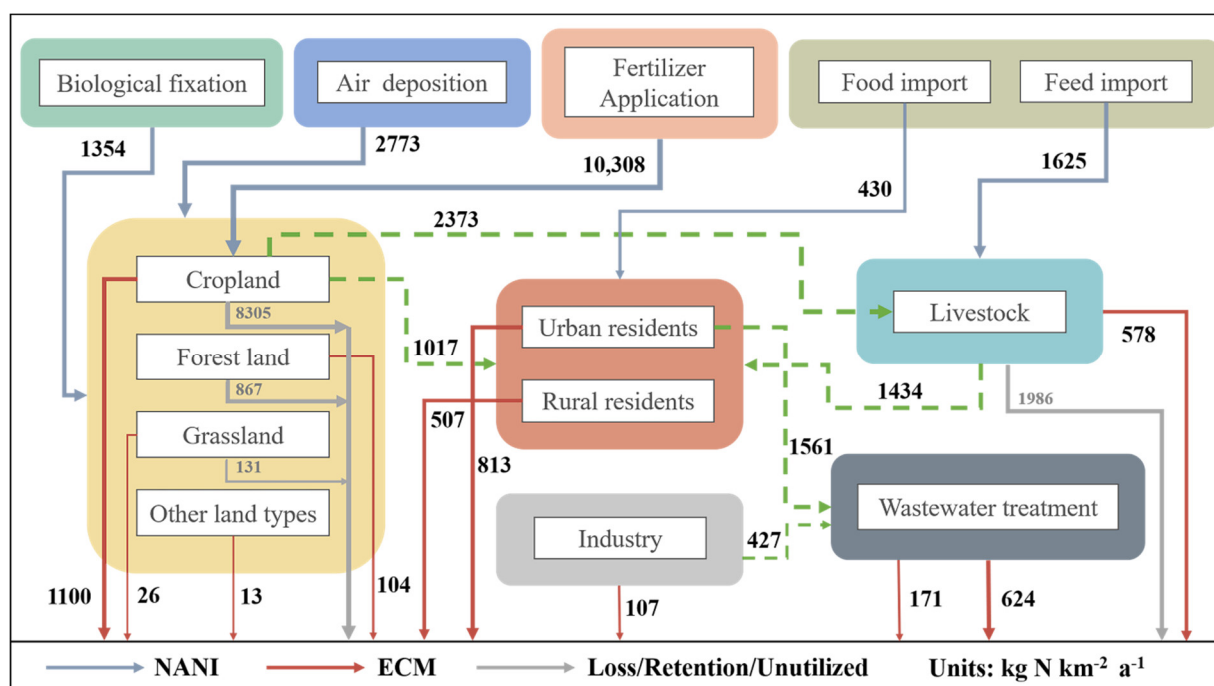 Biological fixation
Air deposition
Fertilizer
Application
Food import
Feed import
1354
2773
10,308
430
1625
2373
Cropland
8305
Urban residents
Livestock
578
Forest land
1017
867
Rural residents
1434
1986
507
Grassland
131
813
1561
Other land types
Industry
427
Wastewater treatment
1100
26
13
104
107
171
624
NANI
ECM
Loss/Retention/Unutilized
Units: kg N km⁻² a⁻¹